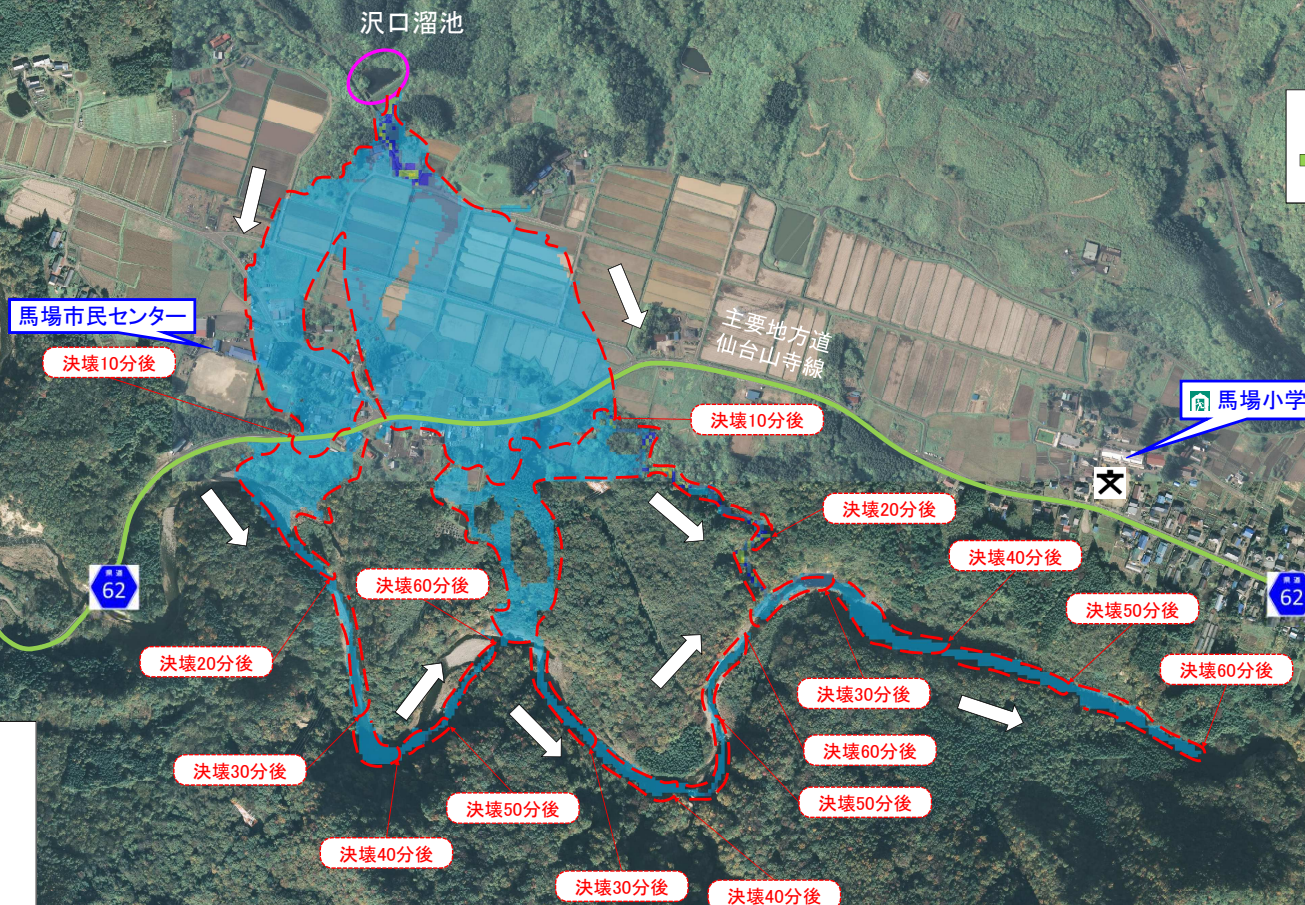 沢口溜池
馬場市民センター
決壊10分後
主要地方道
仙台山寺線
馬場小学
決壊10分後
文
決壊20分後
決壊40分後
県道
62
決壊60分後
県道
62
決壊50分後
決壊20分後
決壊60分後
決壊30分後
決壊60分後
決壊30分後
決壊50分後
決壊50分後
決壊40分後
決壊30分後
決壊40分後